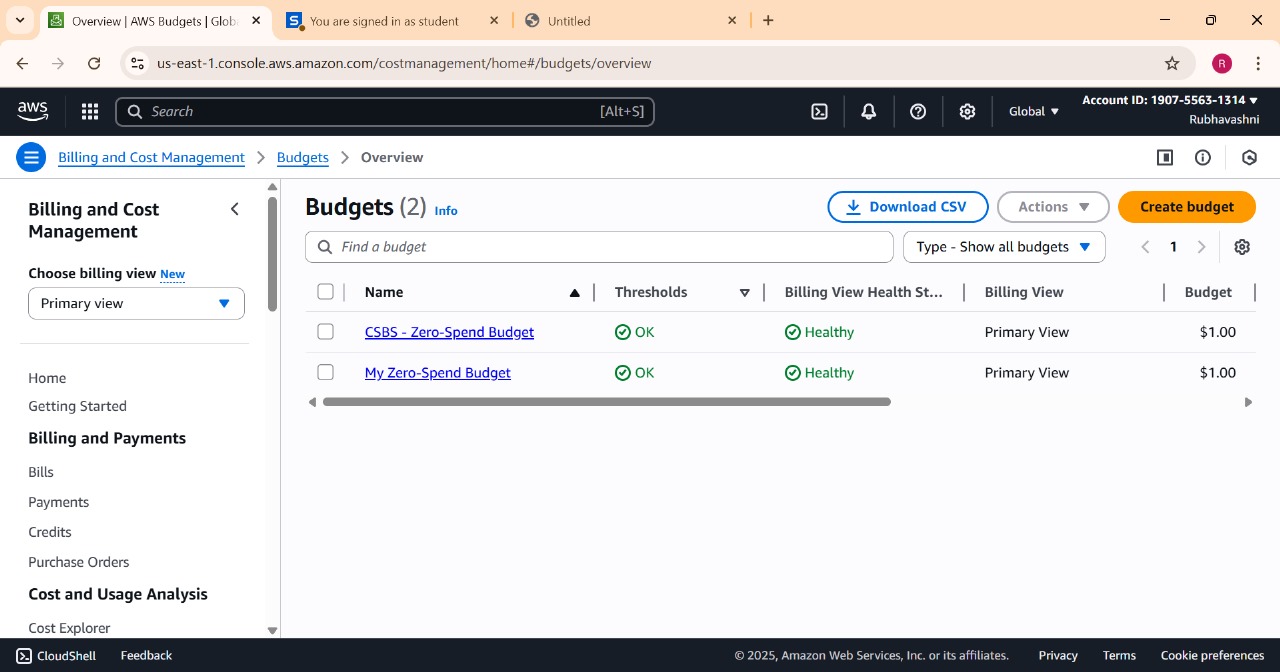 Overview | AWS Budgets | Glob
You are signed in as student
Untitled
us-east-1.console.aws.amazon.com/costmanagement/home#/budgets/overview
R
aws
Search
[Alt+S]
Global
Account ID: 1907-5563-1314
Rubhavashni
Billing and Cost Management
Budgets
Overview
Billing and Cost
Management
Choose billing view New
Primary view
Home
Getting Started
Billing and Payments
Bills
Payments
Credits
Purchase Orders
Cost and Usage Analysis
Cost Explorer
Budgets (2) Info
Download CSV
Actions
Create budget
Find a budget
Type - Show all budgets
1
Name Thresholds Billing View Health St... Billing View Budget
CSBS - Zero-Spend Budget OK Healthy Primary View $1.00
My Zero-Spend Budget OK Healthy Primary View $1.00
CloudShell Feedback © 2025, Amazon Web Services, Inc. or its affiliates. Privacy Terms Cookie preferences